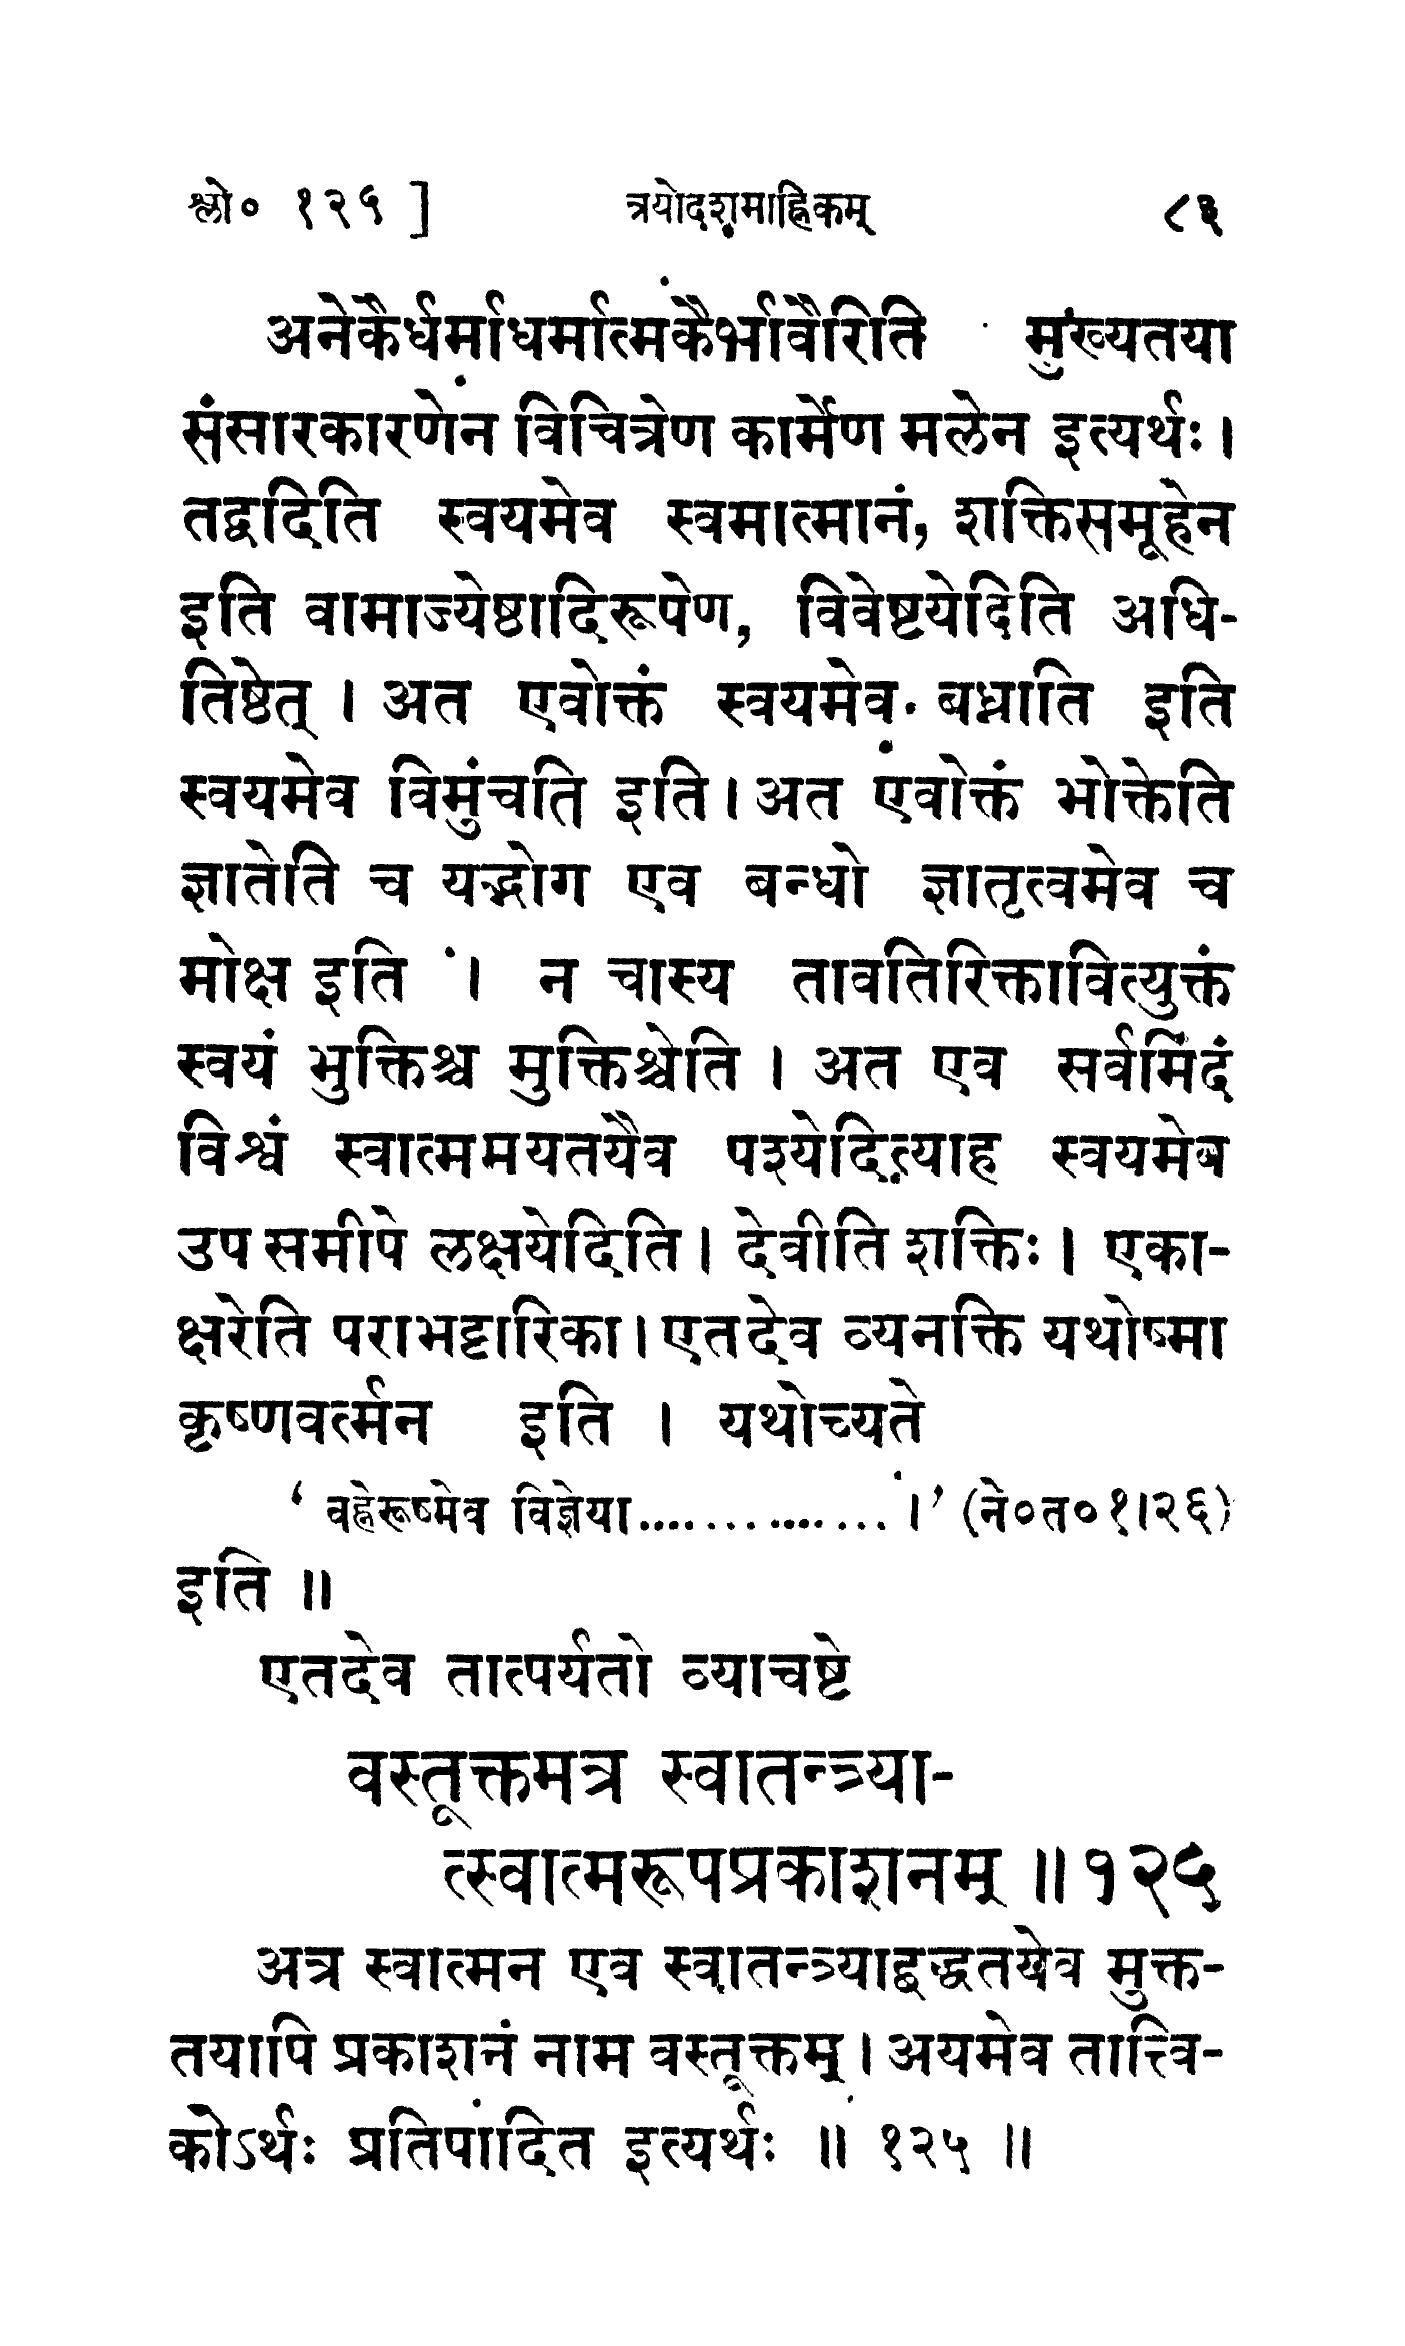 श्लो० १२५ ] त्रयोदशमाह्निकम् ८३
अनेकैर्धर्माधर्मात्मकैर्भावैरिति मुख्यतया
संसारकारणेन विचित्रेण कार्मेण मलेन इत्यर्थः ।
तद्वदिति स्वयमेव स्वमात्मानं, शक्तिसमूहेन
इति वामाज्येष्ठादिरूपेण, विवेष्टयेदिति अधि-
तिष्ठेत् । अत एवोक्तं स्वयमेव बध्नाति इति
स्वयमेव विमुंचति इति । अत एवोक्तं भोक्तेति
ज्ञातेति च यद्भोग एव बन्धो ज्ञातृत्वमेव च
मोक्ष इति । न चास्य तावतिरिक्तावित्युक्तं
स्वयं भुक्तिश्च मुक्तिश्चेति । अत एव सर्वमिदं
विश्वं स्वात्ममयतयैव पश्येदित्याह स्वयमेव
उप समीपे लक्षयेदिति । देवीति शक्तिः । एका-
क्षरेति पराभट्टारिका । एतदेव व्यनक्ति यथोष्मा
कृष्णवर्त्मन इति । यथोच्यते
‘ वह्नेरूष्मेव विज्ञेया.............. ।’ (ने०त०१।२६)
इति ॥
एतदेव तात्पर्यतो व्याचष्टे
वस्तूक्तमत्र स्वातन्त्र्या-
त्स्वात्मरूपप्रकाशनम् ॥ १२५
अत्र स्वात्मन एव स्वातन्त्र्याद्बद्धतयेव मुक्त-
तयापि प्रकाशनं नाम वस्तूक्तम् । अयमेव तात्त्वि-
कोऽर्थः प्रतिपादित इत्यर्थः ॥ १२५ ॥